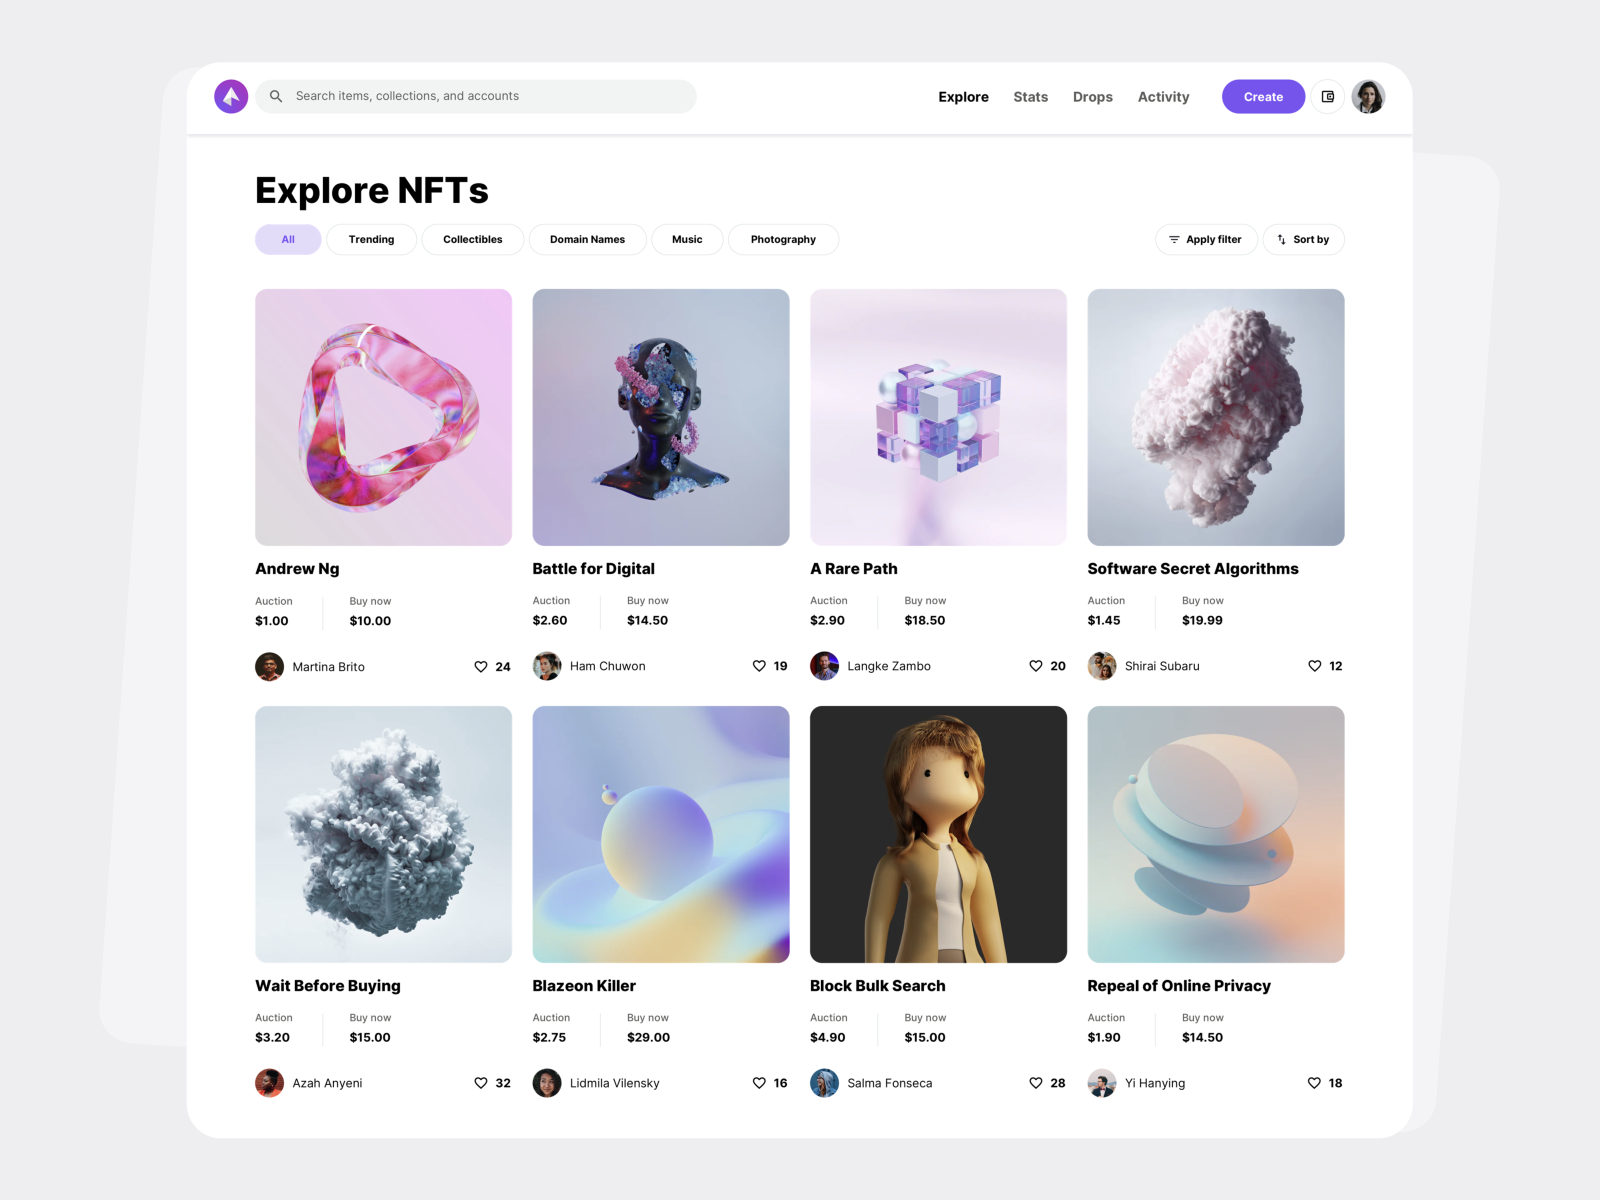 Search items, collections, and accounts
Explore Stats Drops Activity Create
Explore NFTs
All Trending Collectibles Domain Names Music Photography Apply filter Sort by
Andrew Ng
Auction Buy now
$1.00 $10.00
Martina Brito 24
Battle for Digital
Auction Buy now
$2.60 $14.50
Ham Chuwon 19
A Rare Path
Auction Buy now
$2.90 $18.50
Langke Zambo 20
Software Secret Algorithms
Auction Buy now
$1.45 $19.99
Shirai Subaru 12
Wait Before Buying
Auction Buy now
$3.20 $15.00
Azah Anyeni 32
Blazeon Killer
Auction Buy now
$2.75 $29.00
Lidmila Vilensky 16
Block Bulk Search
Auction Buy now
$4.90 $15.00
Salma Fonseca 28
Repeal of Online Privacy
Auction Buy now
$1.90 $14.50
Yi Hanying 18